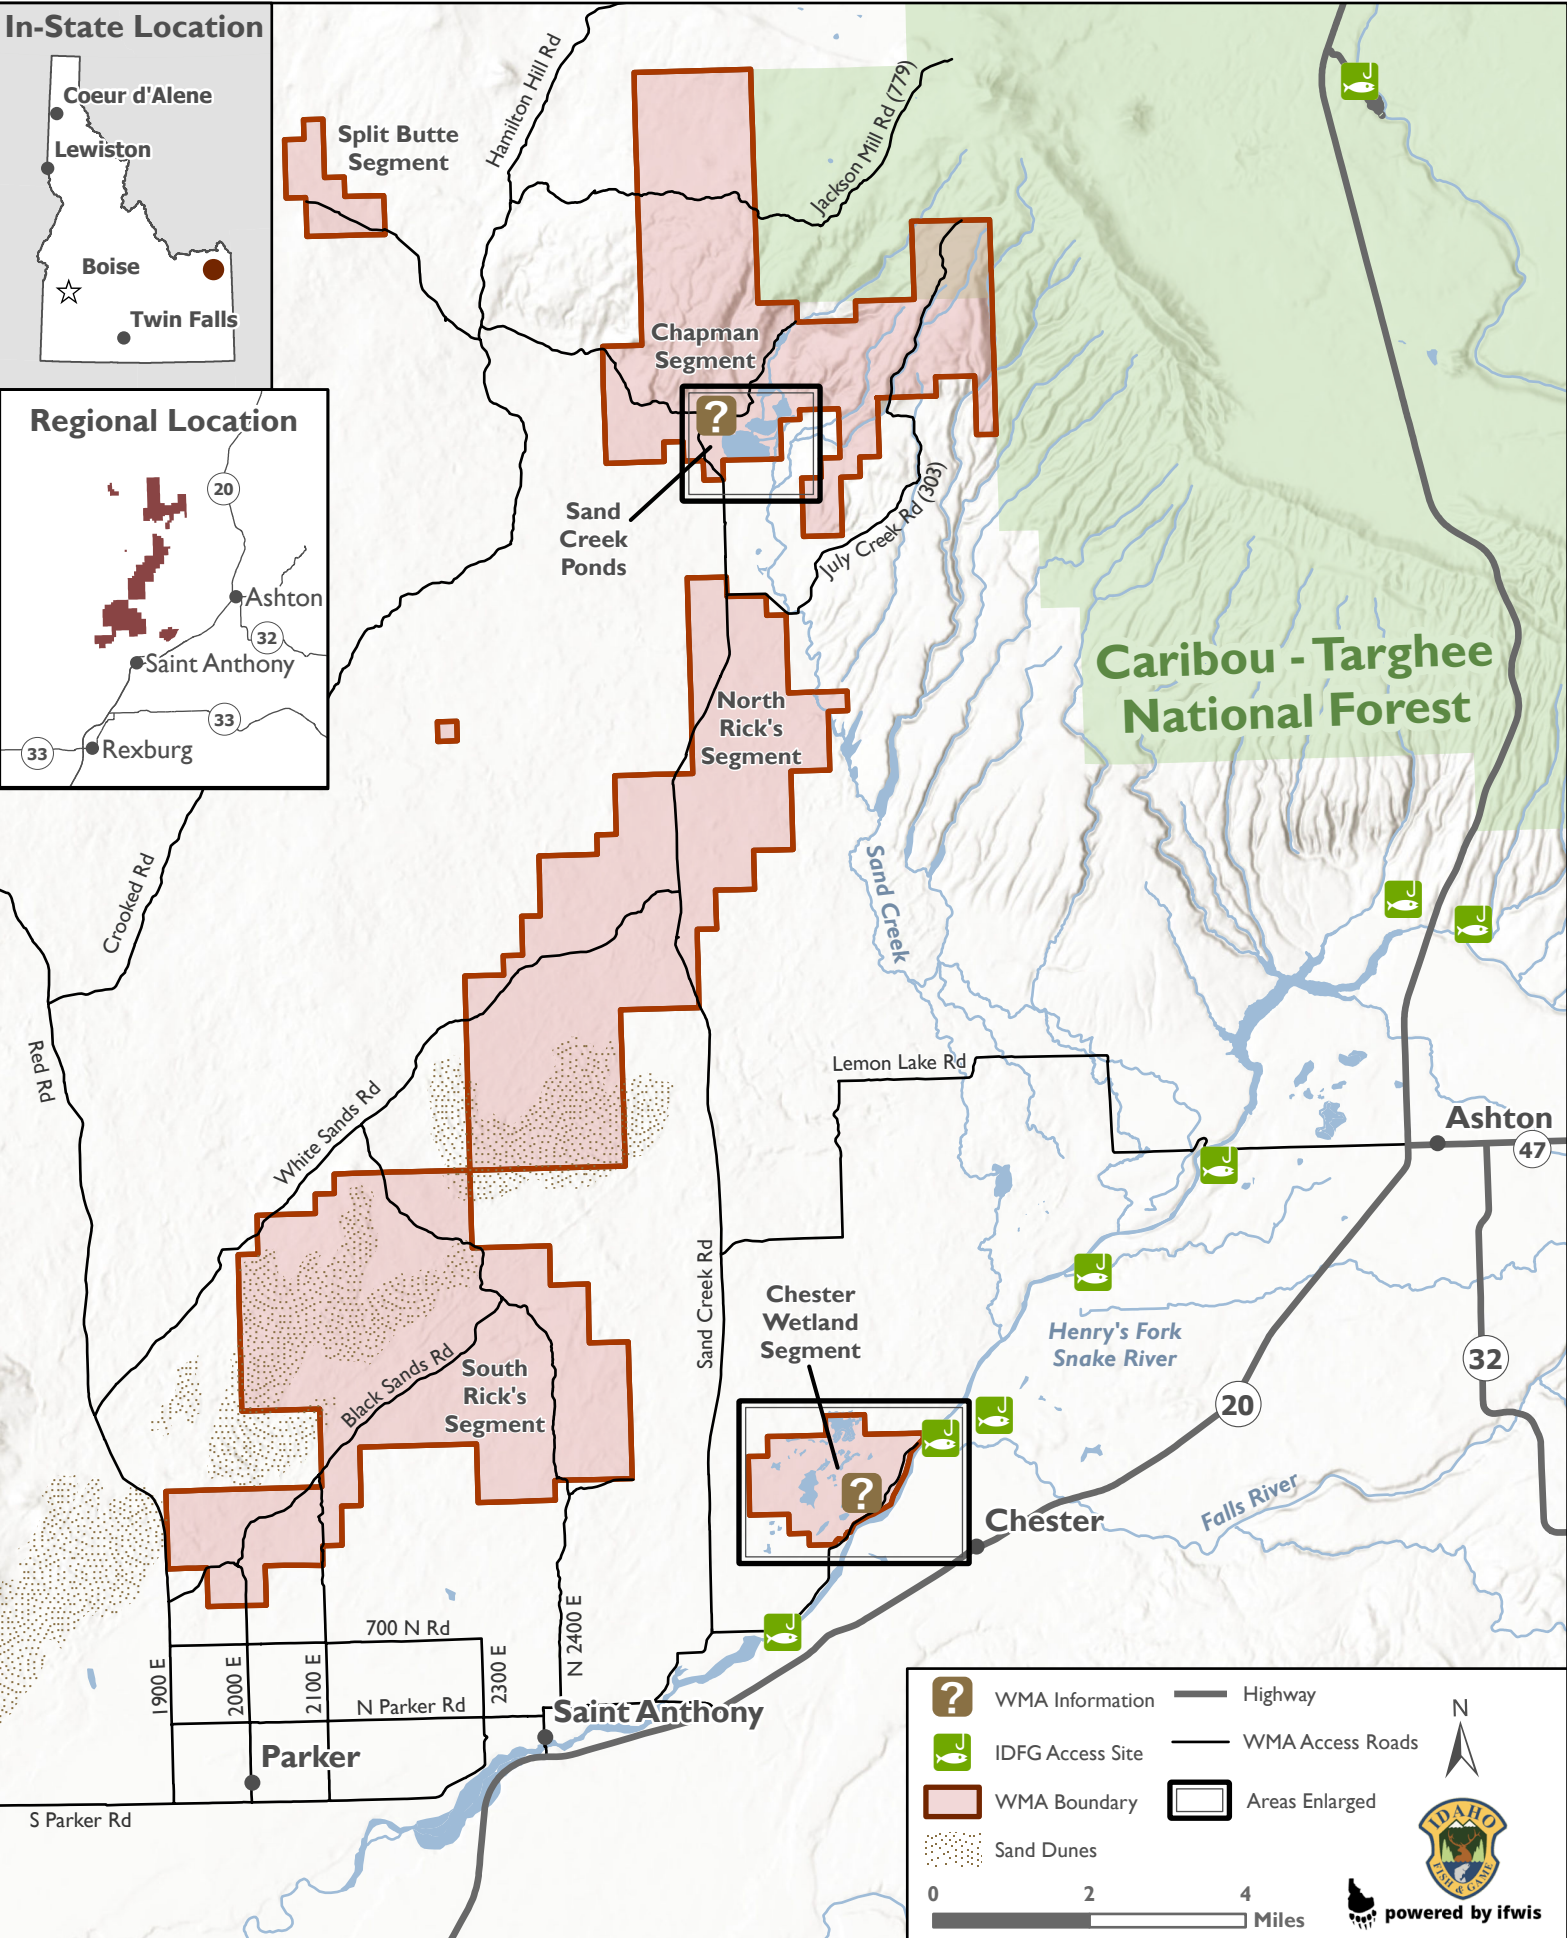 In-State Location
Coeur d'Alene
Lewiston
Boise
Twin Falls
Regional Location
20
Ashton
32
Saint Anthony
33
33
Rexburg
Hamilton Hill Rd
Split Butte
Segment
Jackson Mill Rd (779)
Chapman
Segment
?
Sand
Creek
Ponds
July Creek Rd (303)
Caribou - Targhee
National Forest
North
Rick's
Segment
Sand Creek
Crooked Rd
Red Rd
White Sands Rd
Lemon Lake Rd
Ashton
47
Sand Creek Rd
Chester
Wetland
Segment
Henry's Fork
Snake River
32
20
Black Sands Rd
South
Rick's
Segment
?
Falls River
Chester
700 N Rd
1900 E
2000 E
2100 E
2300 E
N 2400 E
N Parker Rd
Saint Anthony
Parker
S Parker Rd
? WMA Information
Highway
IDFG Access Site
WMA Access Roads
WMA Boundary
Areas Enlarged
Sand Dunes
N
0 2 4
Miles
IDAHO
FISH & GAME
powered by ifwis